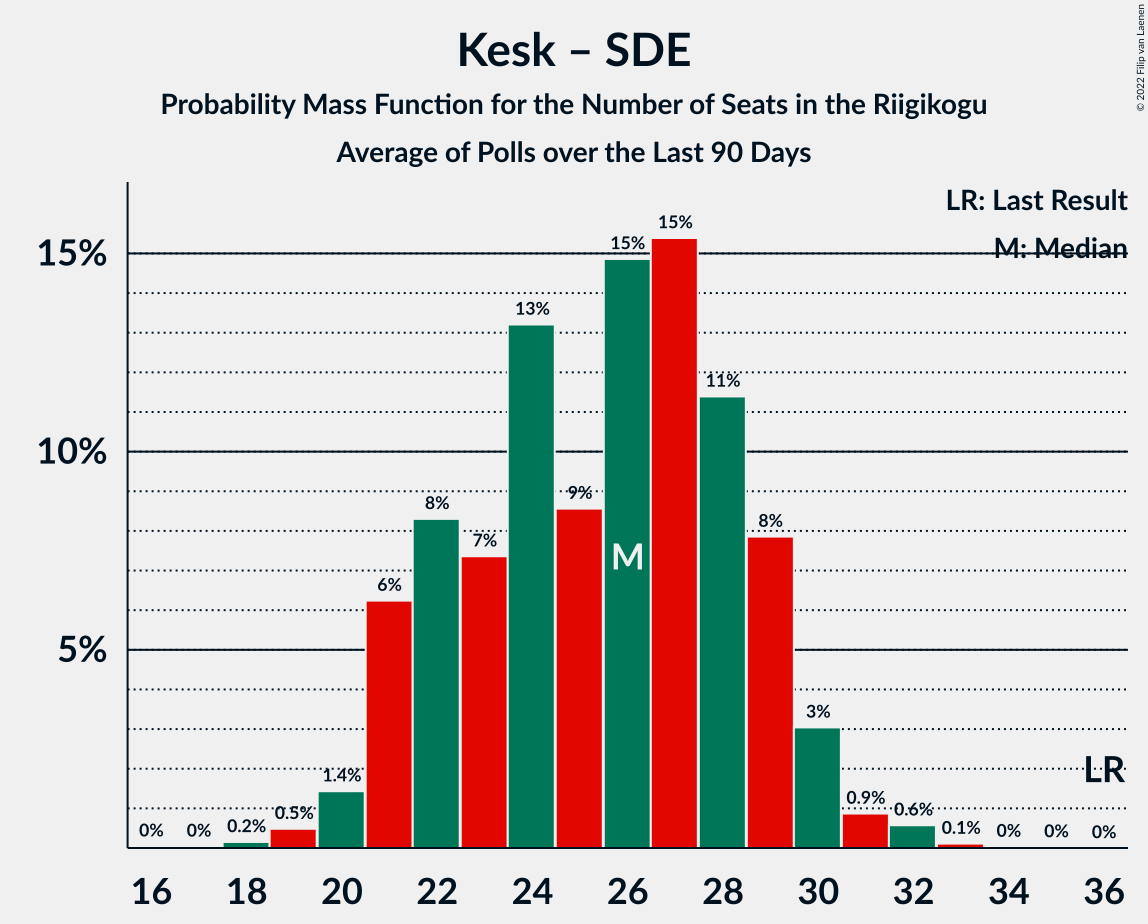 Kesk – SDE
Probability Mass Function for the Number of Seats in the Riigikogu
Average of Polls over the Last 90 Days
© 2022 Filip van Laenen
LR: Last Result
M: Median
15%
10%
5%
0%
0%
0.2%
0.5%
1.4%
6%
8%
7%
13%
9%
15%
15%
11%
8%
3%
0.9%
0.6%
0.1%
0%
0%
0%
M
LR
16 18 20 22 24 26 28 30 32 34 36